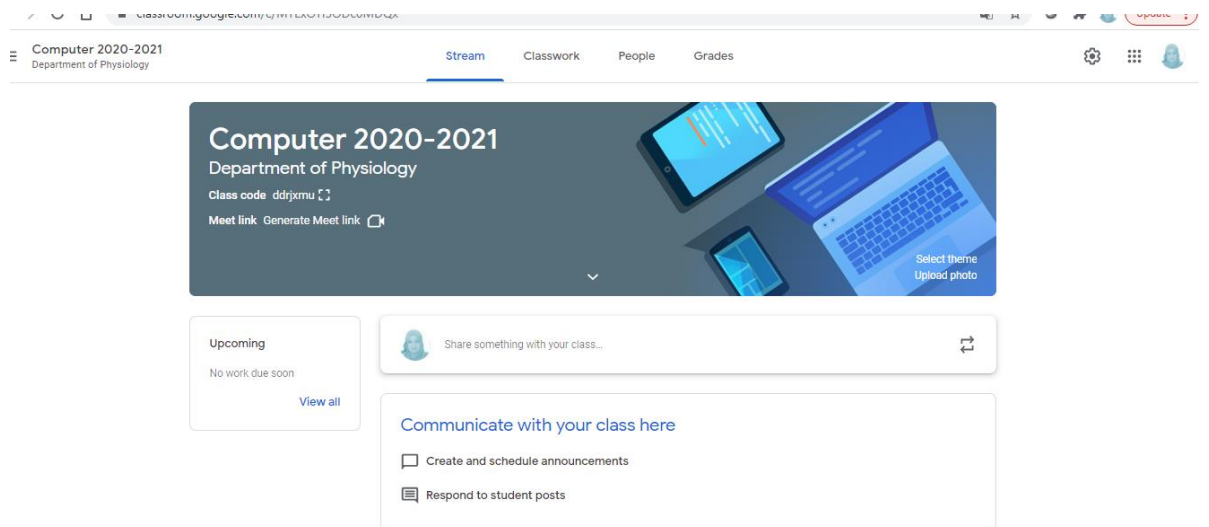 classroom.google.com/c/
Update
Computer 2020-2021
Department of Physiology
Stream Classwork People Grades
Computer 2020-2021
Department of Physiology
Class code ddrjxmu
Meet link Generate Meet link
Select theme
Upload photo
Upcoming
No work due soon
View all
Share something with your class...
Communicate with your class here
Create and schedule announcements
Respond to student posts